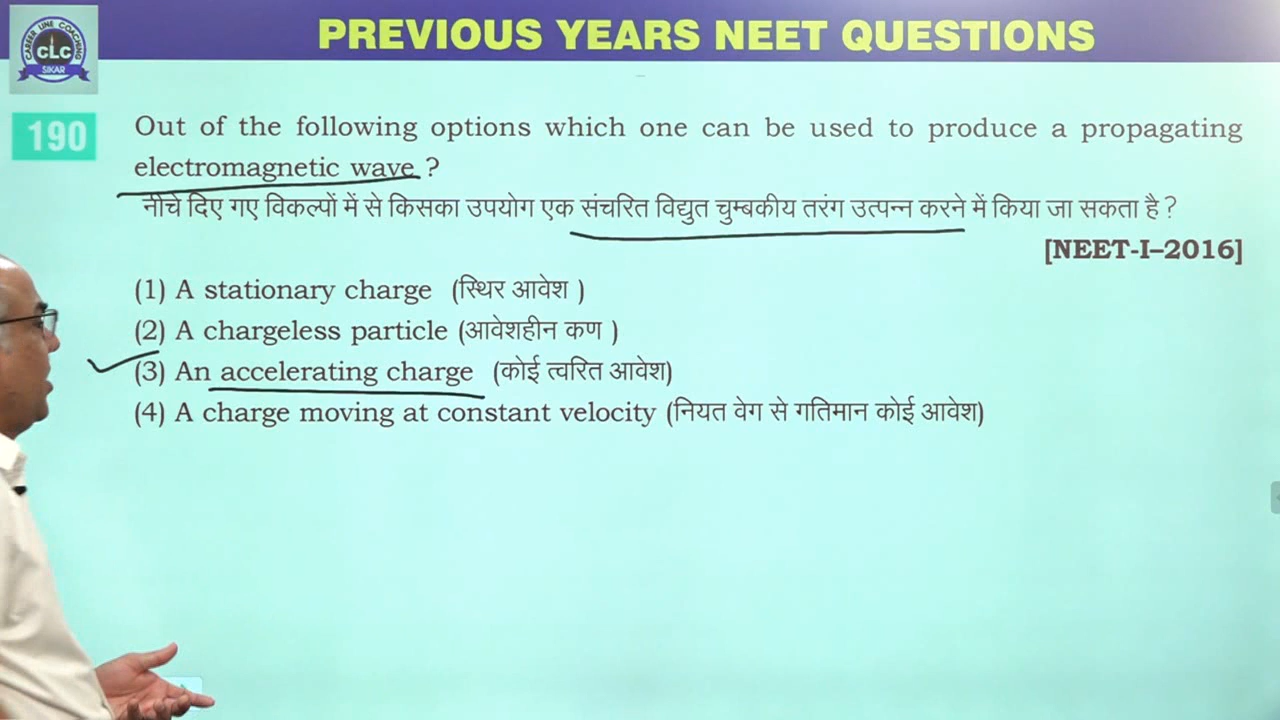 PREVIOUS YEARS NEET QUESTIONS
CAREER LINE COACHING
CLC
SIKAR
190
Out of the following options which one can be used to produce a propagating
electromagnetic wave ?
नीचे दिए गए विकल्पों में से किसका उपयोग एक संचरित विद्युत चुम्बकीय तरंग उत्पन्न करने में किया जा सकता है ?
[NEET-I–2016]
(1) A stationary charge (स्थिर आवेश )
(2) A chargeless particle (आवेशहीन कण )
(3) An accelerating charge (कोई त्वरित आवेश)
(4) A charge moving at constant velocity (नियत वेग से गतिमान कोई आवेश)